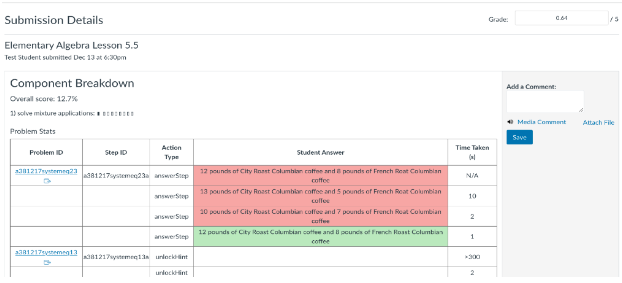 Submission Details
Grade: 0.64 / 5
Elementary Algebra Lesson 5.5
Test Student submitted Dec 13 at 6:30pm
Component Breakdown
Add a Comment:
Overall score: 12.7%
1) solve mixture applications:
Media Comment Attach File
Save
Problem Stats
Problem ID Step ID Action Type Student Answer Time Taken (s)
a381217systemeq23 a381217systemeq23a answerStep 12 pounds of City Roast Columbian coffee and 6 pounds of French Roat Columbian coffee N/A
answerStep 13 pounds of City Roast Columbian coffee and 5 pounds of French Roat Columbian coffee 10
answerStep 10 pounds of City Roast Columbian coffee and 7 pounds of French Roat Columbian coffee 2
answerStep 12 pounds of City Roast Columbian coffee and 8 pounds of French Roast Columbian coffee 1
a381217systemeq13 a381217systemeq13a unlockHint >300
unlockHint 2